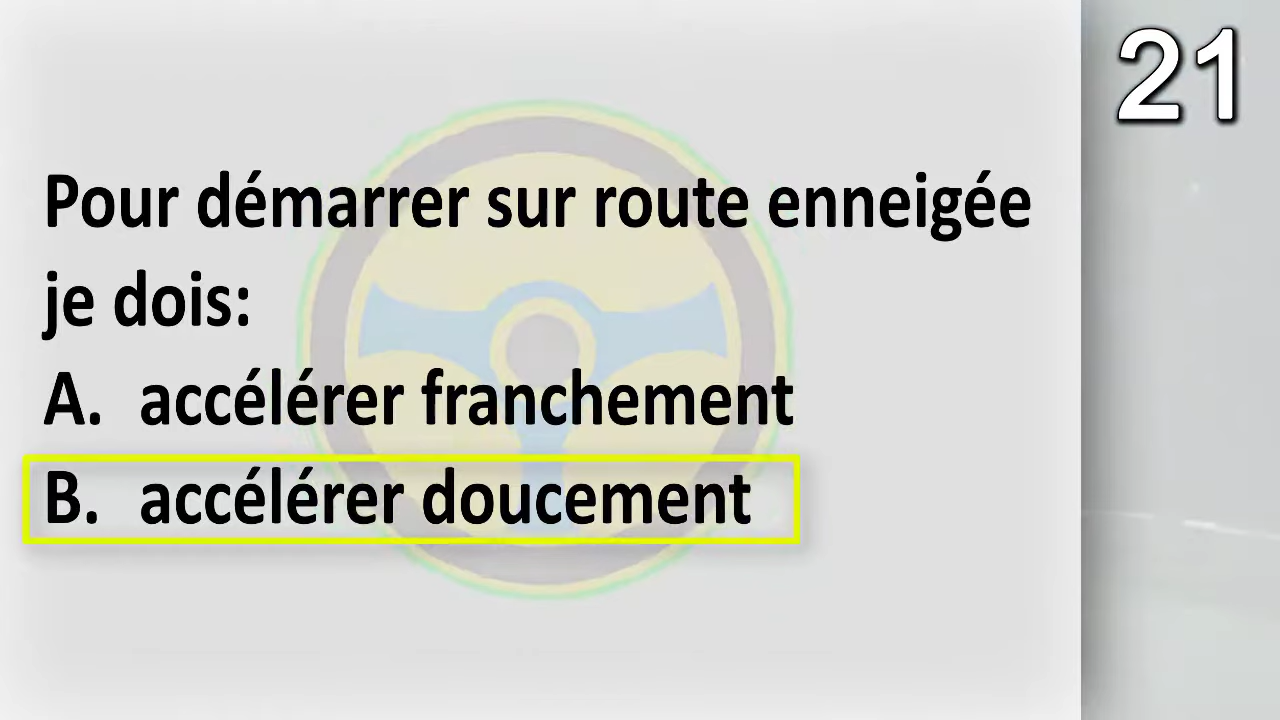 21
Pour démarrer sur route enneigée
je dois:
A. accélérer franchement
B. accélérer doucement